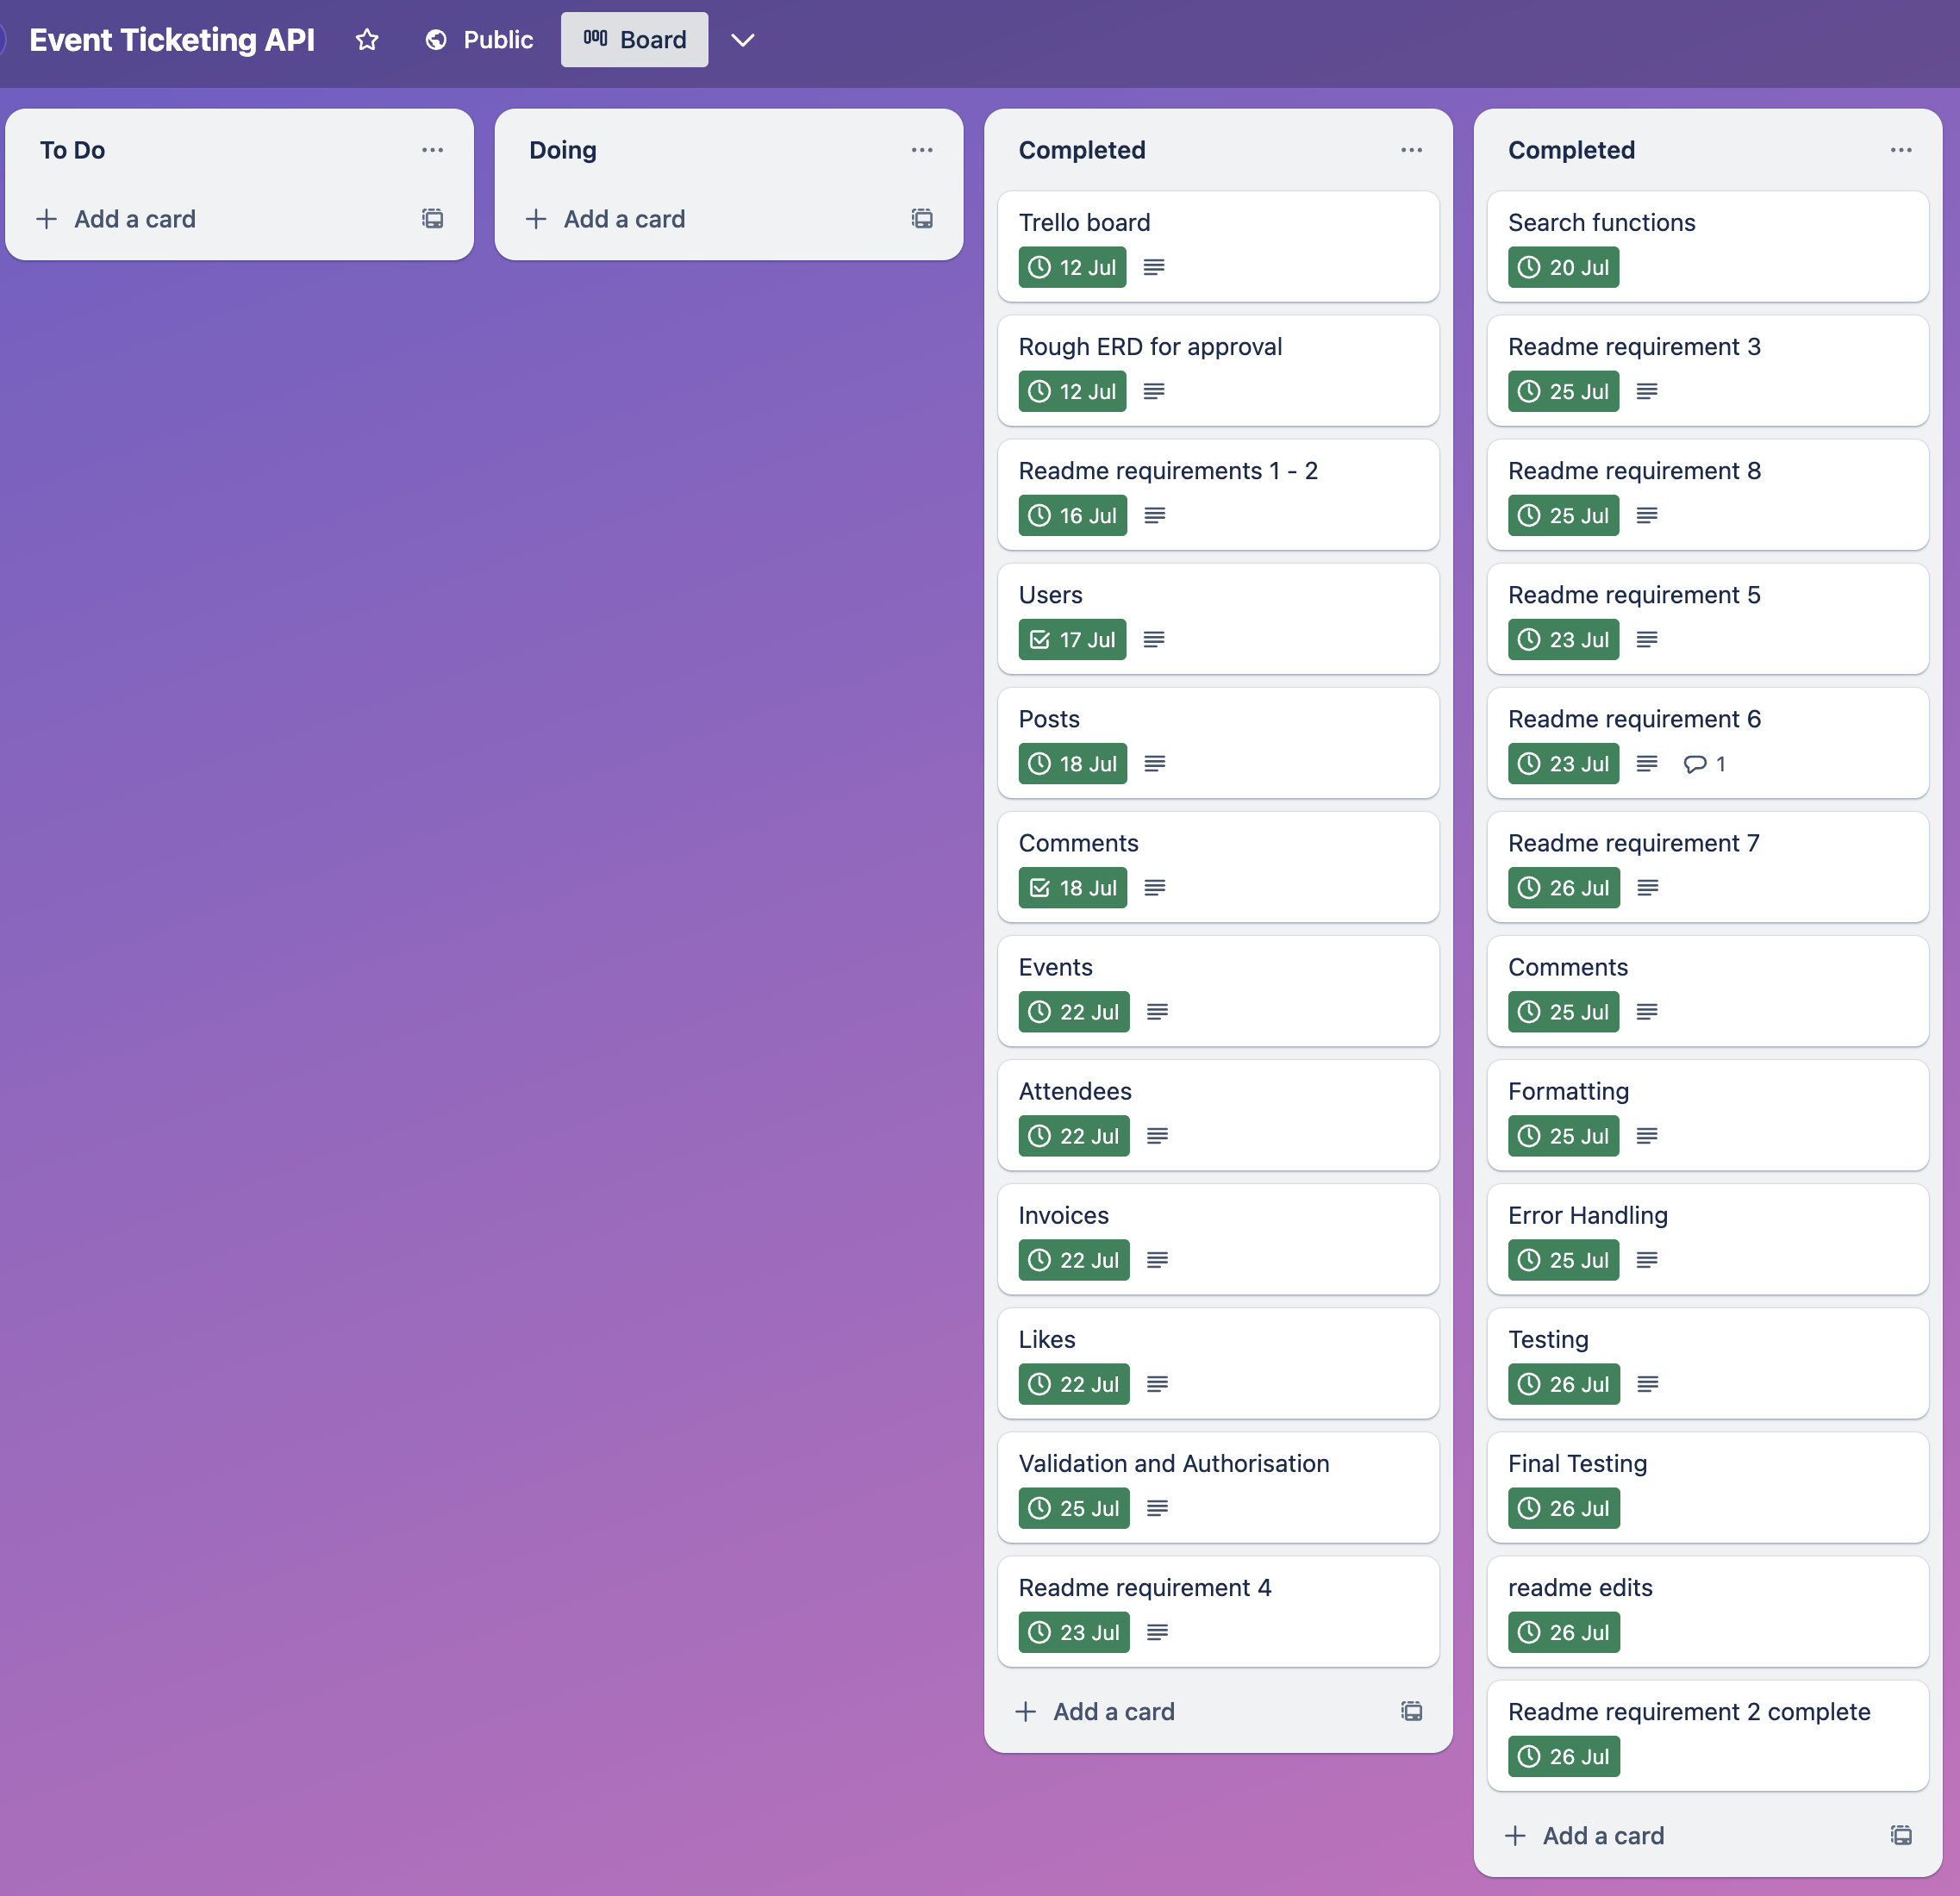 Event Ticketing API
Public
Board
To Do
Add a card
Doing
Add a card
Completed
Trello board
12 Jul
Rough ERD for approval
12 Jul
Readme requirements 1 - 2
16 Jul
Users
17 Jul
Posts
18 Jul
Comments
18 Jul
Events
22 Jul
Attendees
22 Jul
Invoices
22 Jul
Likes
22 Jul
Validation and Authorisation
25 Jul
Readme requirement 4
23 Jul
Add a card
Completed
Search functions
20 Jul
Readme requirement 3
25 Jul
Readme requirement 8
25 Jul
Readme requirement 5
23 Jul
Readme requirement 6
23 Jul 1
Readme requirement 7
26 Jul
Comments
25 Jul
Formatting
25 Jul
Error Handling
25 Jul
Testing
26 Jul
Final Testing
26 Jul
readme edits
26 Jul
Readme requirement 2 complete
26 Jul
Add a card